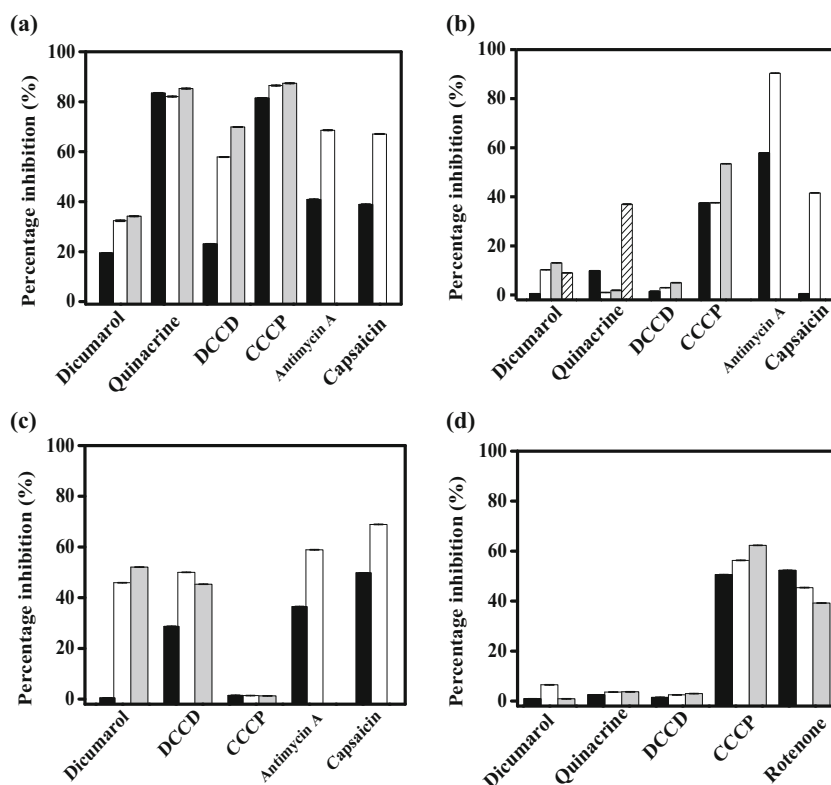 (a)
Percentage inhibition (%)
100
80
60
40
20
0
Dicumarol
Quinacrine
DCCD
CCCP
Antimycin A
Capsaicin
(b)
Percentage inhibition (%)
100
80
60
40
20
0
Dicumarol
Quinacrine
DCCD
CCCP
Antimycin A
Capsaicin
(c)
Percentage inhibition (%)
100
80
60
40
20
0
Dicumarol
DCCD
CCCP
Antimycin A
Capsaicin
(d)
Percentage inhibition (%)
100
80
60
40
20
0
Dicumarol
Quinacrine
DCCD
CCCP
Rotenone